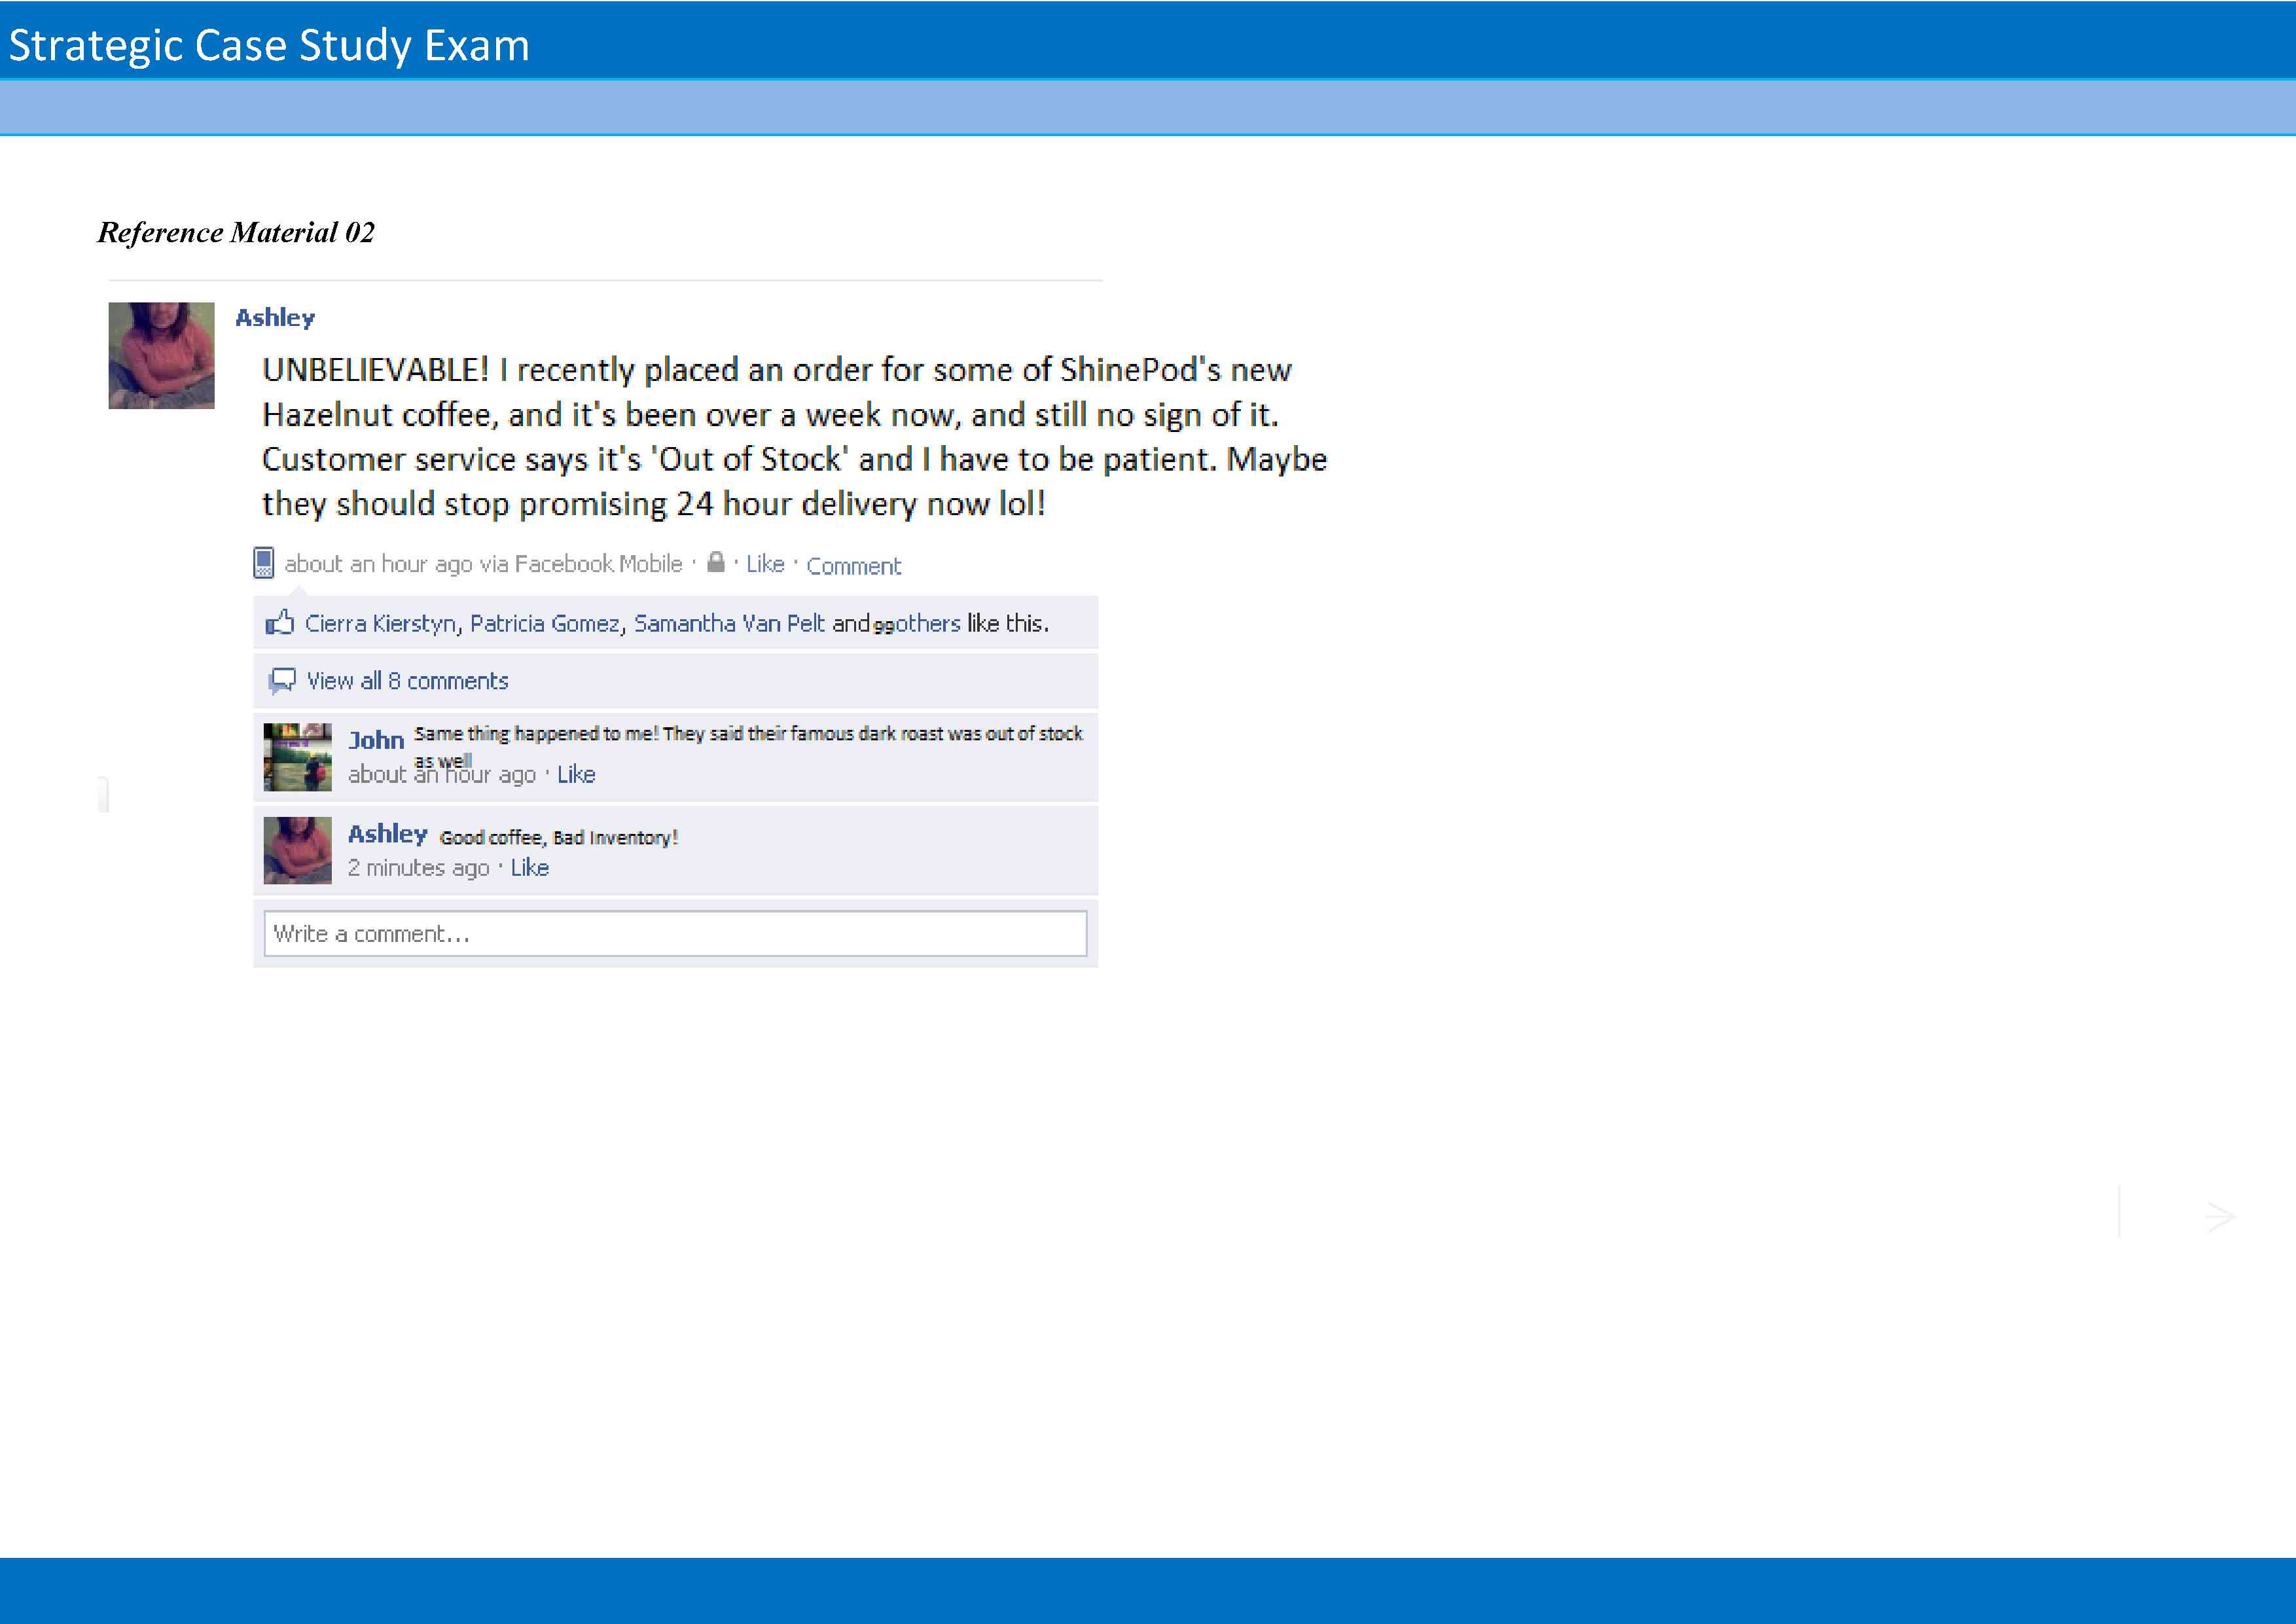 Strategic Case Study Exam
Reference Material 02
Ashley
UNBELIEVABLE! I recently placed an order for some of ShinePod's new
Hazelnut coffee, and it's been over a week now, and still no sign of it.
Customer service says it's 'Out of Stock' and I have to be patient. Maybe
they should stop promising 24 hour delivery now lol!
about an hour ago via Facebook Mobile · Like · Comment
Cierra Kierstyn, Patricia Gomez, Samantha Van Pelt and 99 others like this.
View all 8 comments
John Same thing happened to me! They said their famous dark roast was out of stock
as well
about an hour ago · Like
Ashley Good coffee, Bad Inventory!
2 minutes ago · Like
Write a comment...